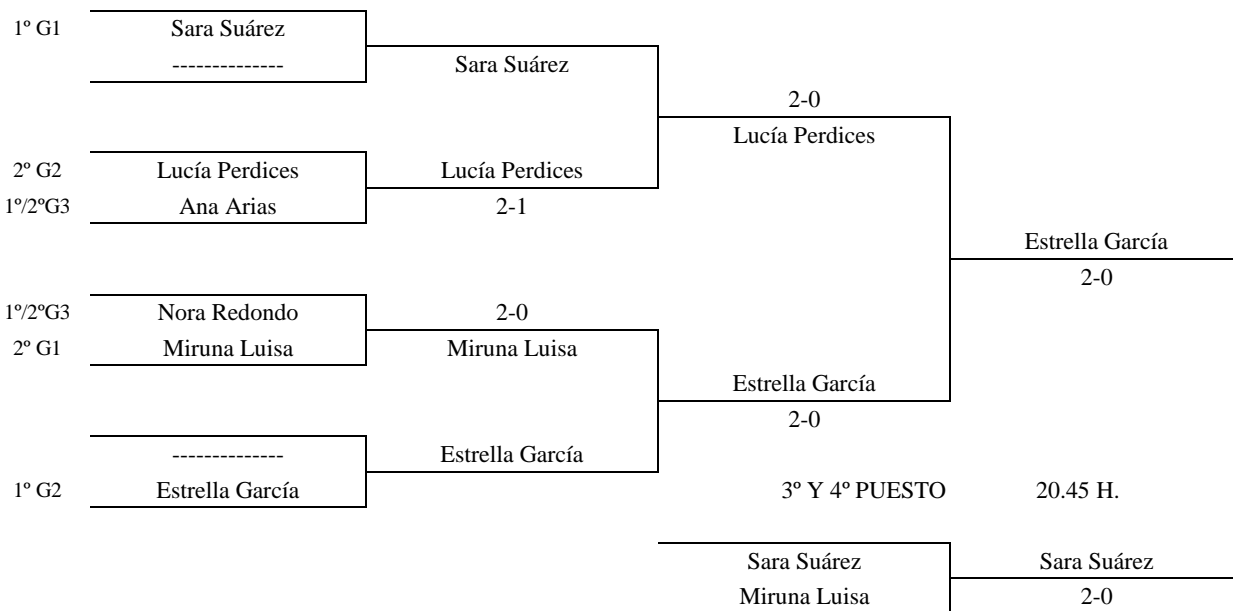 1º G1 Sara Suárez
-------------- Sara Suárez
2-0
Lucía Perdices
2º G2 Lucía Perdices Lucía Perdices
1º/2ºG3 Ana Arias 2-1
Estrella García
2-0
1º/2ºG3 Nora Redondo 2-0
2º G1 Miruna Luisa Miruna Luisa
Estrella García
2-0
-------------- Estrella García
1º G2 Estrella García 3º Y 4º PUESTO 20.45 H.
Sara Suárez Sara Suárez
Miruna Luisa 2-0